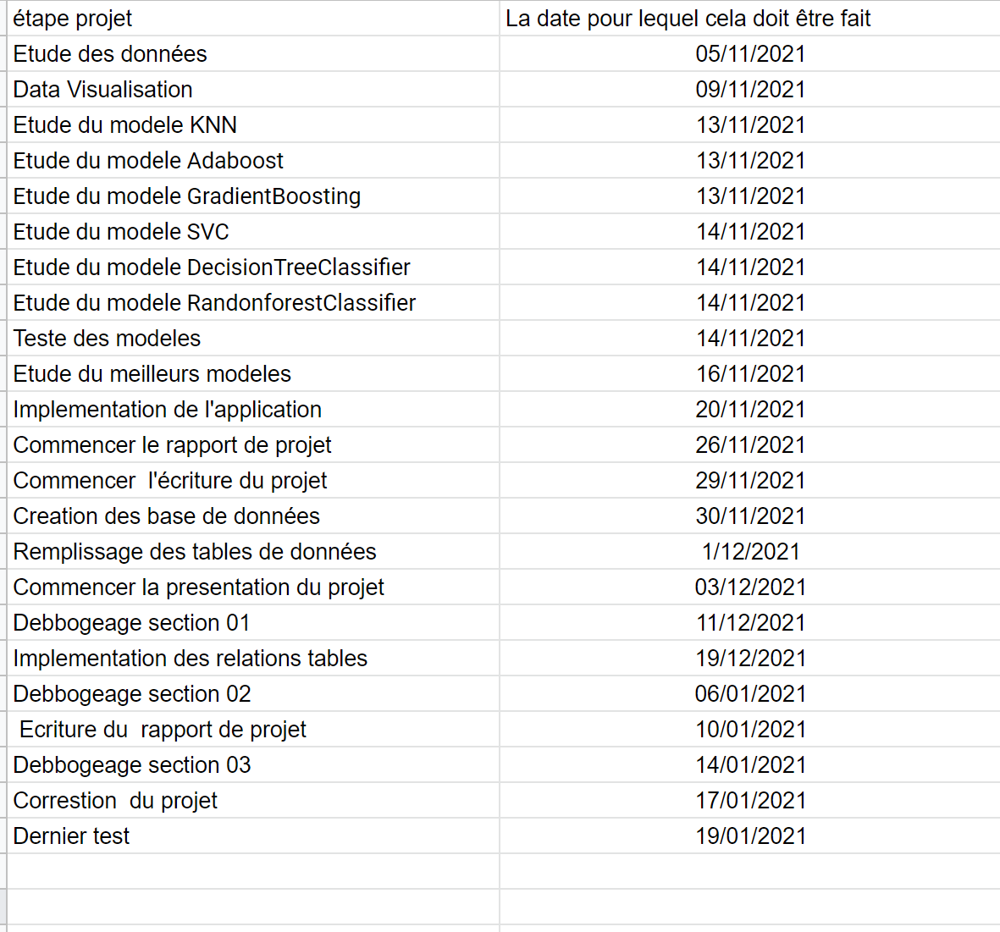 étape projet La date pour lequel cela doit être fait
Etude des données 05/11/2021
Data Visualisation 09/11/2021
Etude du modele KNN 13/11/2021
Etude du modele Adaboost 13/11/2021
Etude du modele GradientBoosting 13/11/2021
Etude du modele SVC 14/11/2021
Etude du modele DecisionTreeClassifier 14/11/2021
Etude du modele RandonforestClassifier 14/11/2021
Teste des modeles 14/11/2021
Etude du meilleurs modeles 16/11/2021
Implementation de l'application 20/11/2021
Commencer le rapport de projet 26/11/2021
Commencer  l'écriture du projet 29/11/2021
Creation des base de données 30/11/2021
Remplissage des tables de données 1/12/2021
Commencer la presentation du projet 03/12/2021
Debbogeage section 01 11/12/2021
Implementation des relations tables 19/12/2021
Debbogeage section 02 06/01/2021
Ecriture du  rapport de projet 10/01/2021
Debbogeage section 03 14/01/2021
Correstion  du projet 17/01/2021
Dernier test 19/01/2021